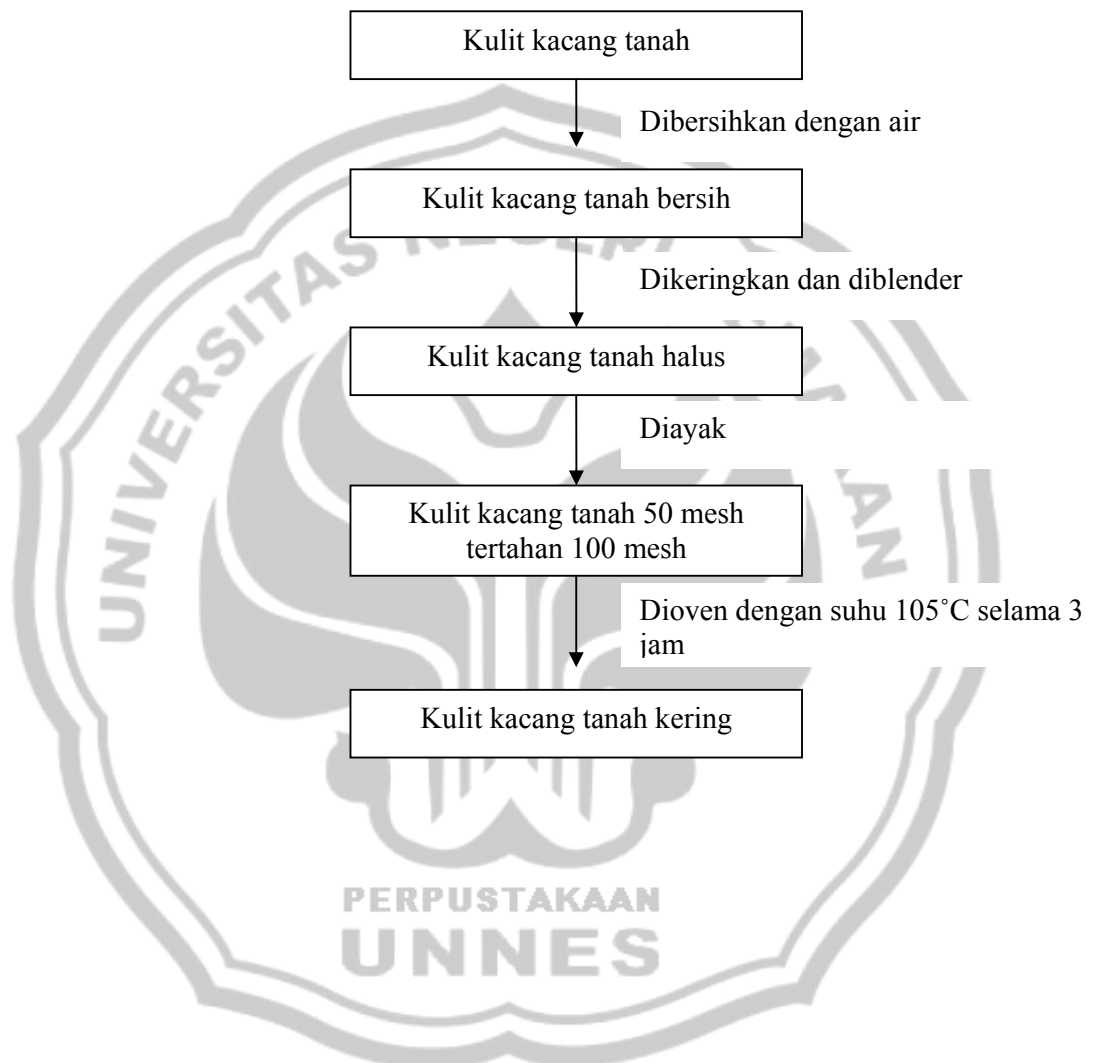 Kulit kacang tanah
Dibersihkan dengan air
Kulit kacang tanah bersih
Dikeringkan dan diblender
Kulit kacang tanah halus
Diayak
Kulit kacang tanah 50 mesh
tertahan 100 mesh
Dioven dengan suhu 105˚C selama 3
jam
Kulit kacang tanah kering
UNIVERSITAS
PERPUSTAKAAN
UNNES